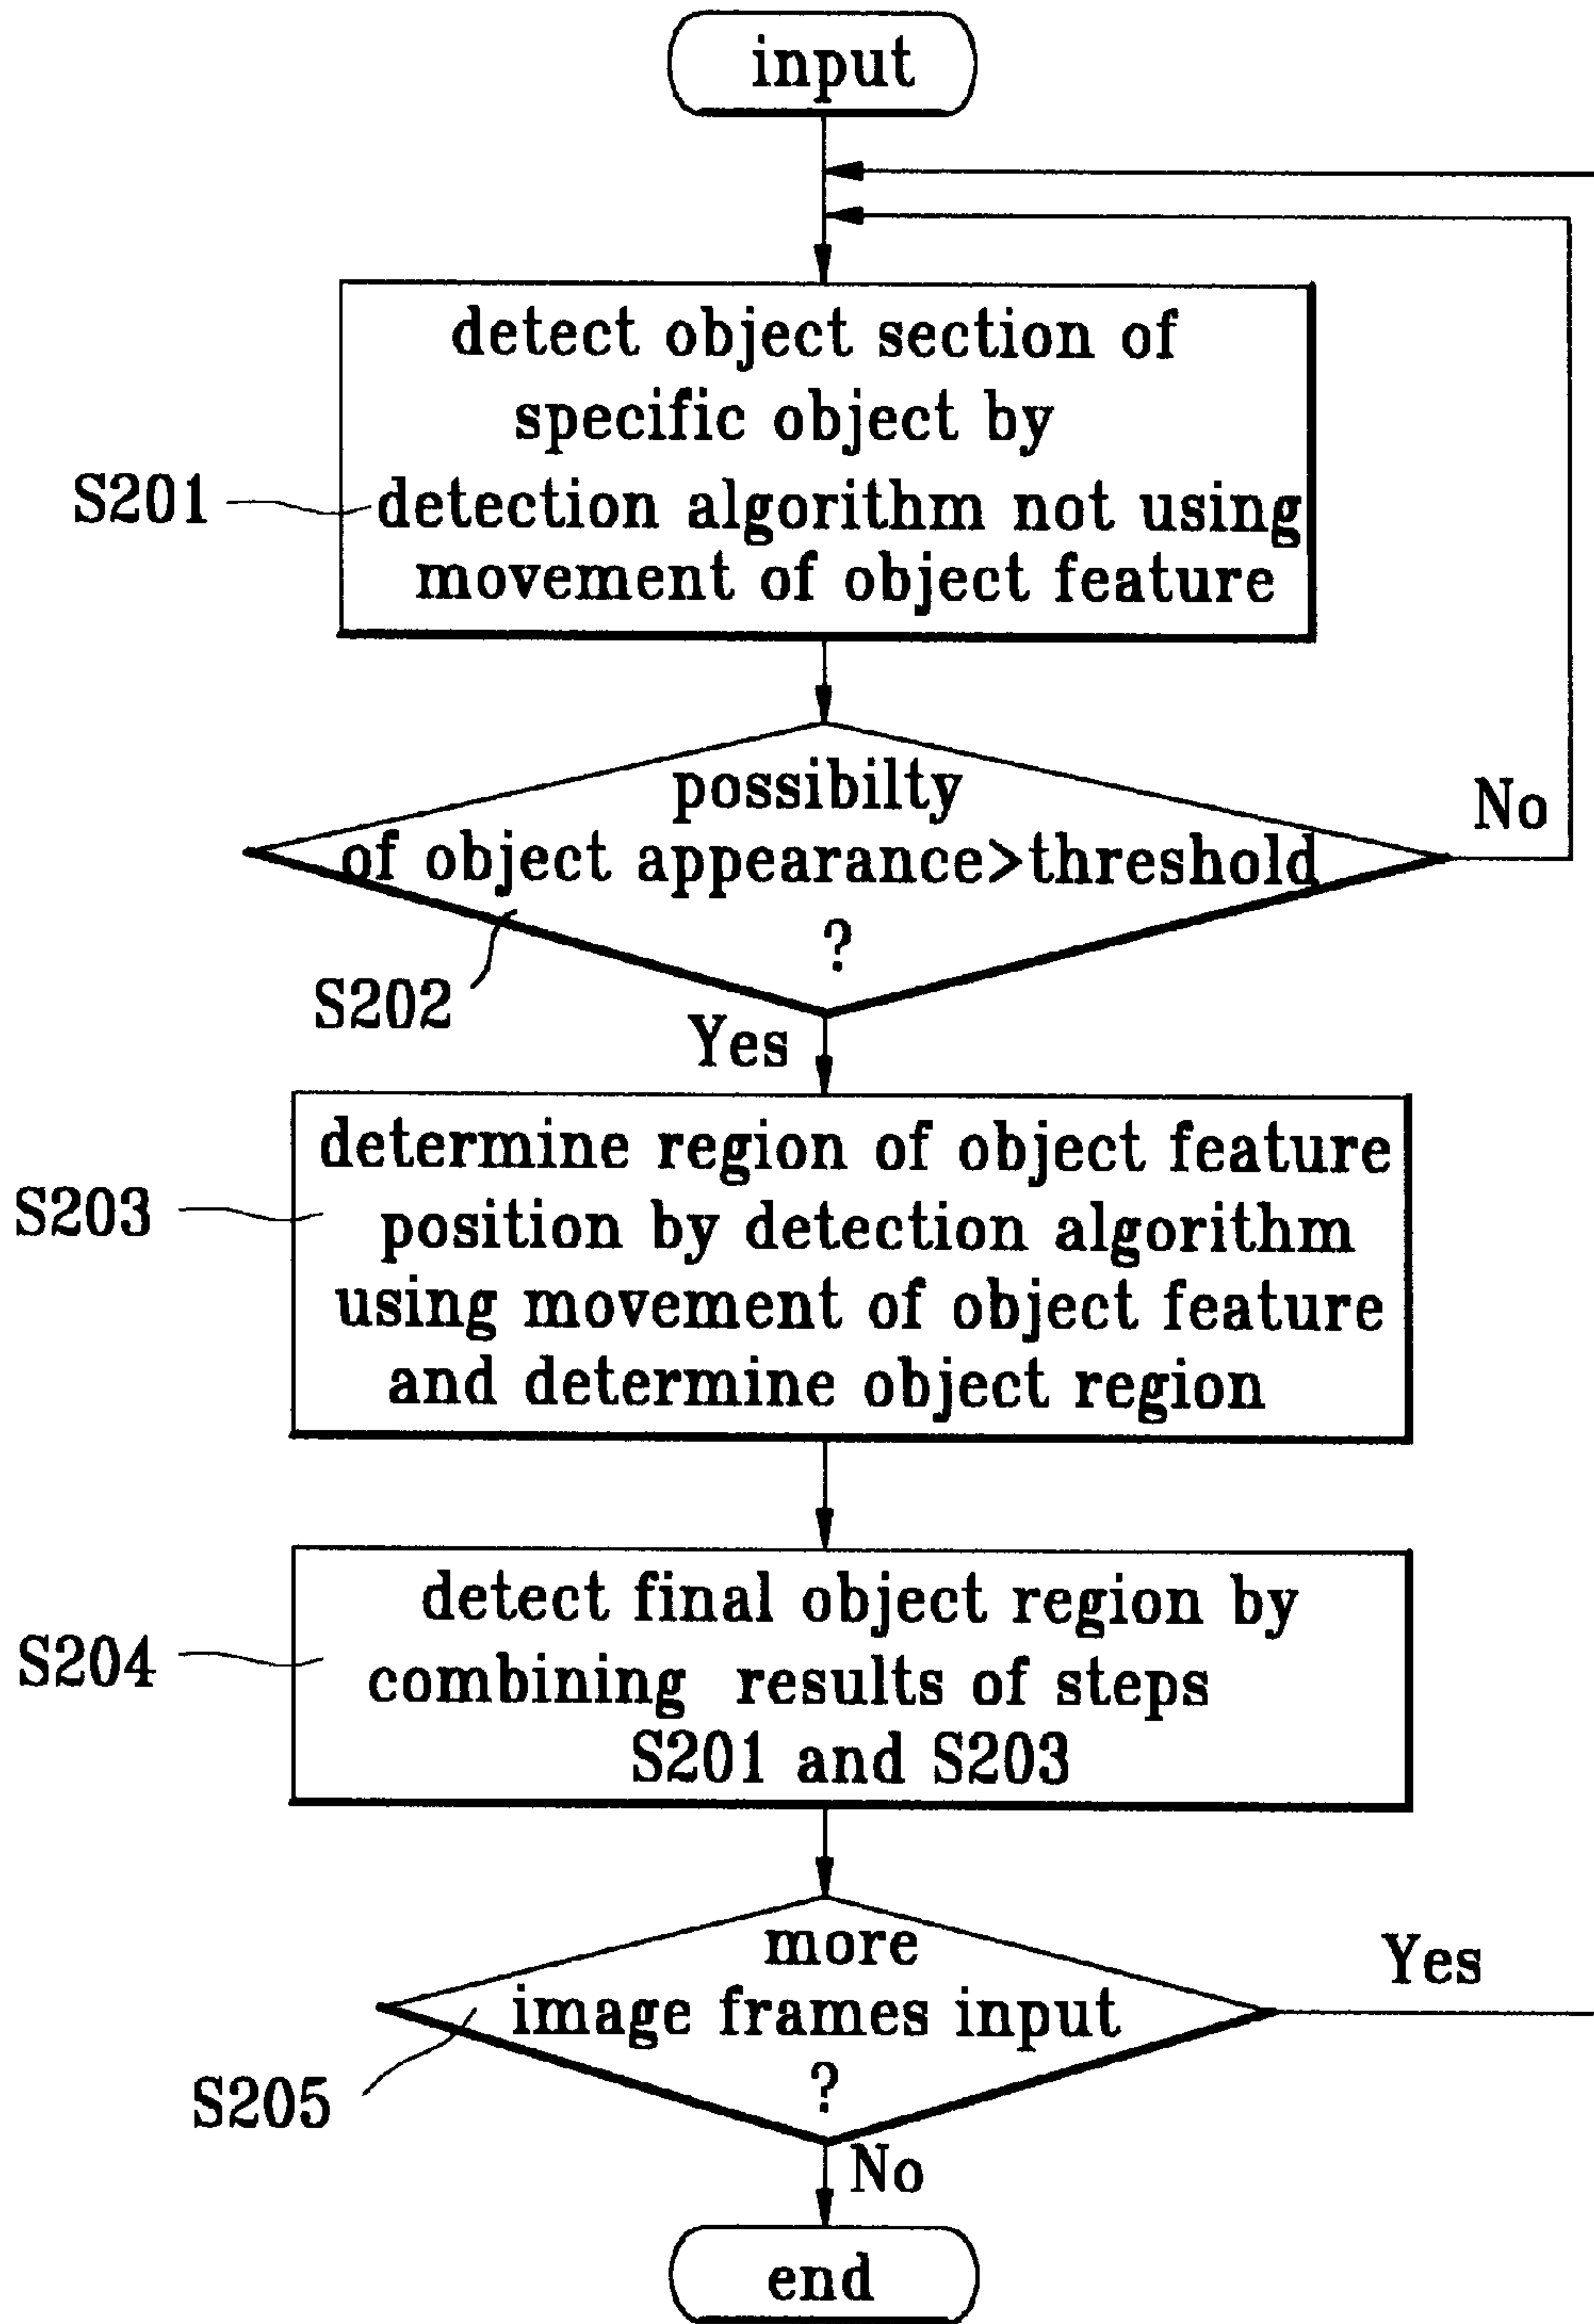 input
detect object section of
specific object by
S201
detection algorithm not using
movement of object feature
possibilty
No
of object appearance>threshold
?
S202
Yes
determine region of object feature
S203
position by detection algorithm
using movement of object feature
and determine object region
detect final object region by
S204
combining results of steps
S201 and S203
more
Yes
image frames input
?
S205
No
end